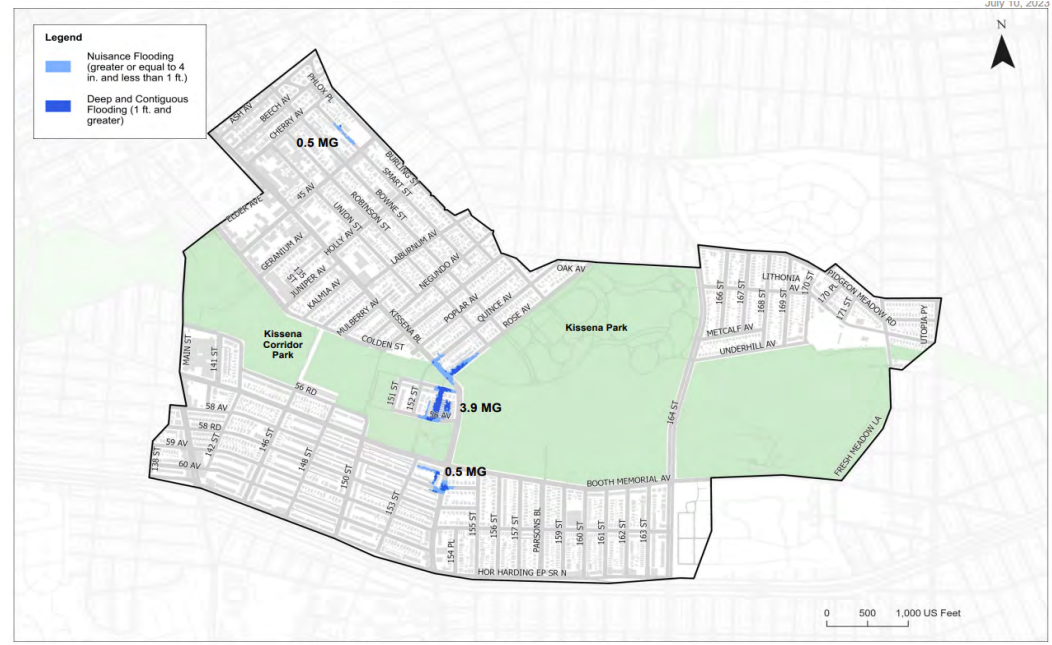 July 10, 2023
Legend
Nuisance Flooding
(greater or equal to 4
in. and less than 1 ft.)
Deep and Contiguous
Flooding (1 ft. and
greater)
N
PHLOX PL
ASH AV
BEECH AV
CHERRY AV
0.5 MG
BURLING ST
SMART ST
BOWNE ST
ROBINSON ST
45 AV
UNION ST
ELDER AVE
HOLLY AV
GERANIUM AV
LABURNUM AV
135 ST
JUNIPER AV
NEGUNDO AV
KALMIA AV
OAK AV
POPLAR AV
QUINCE AV
ROSE AV
MULBERRY AV
KISSENA BL
COLDEN ST
Kissena Park
Kissena
Corridor
Park
LITHONIA
AV
166 ST
167 ST
168 ST
169 ST
170 ST
170 PL
171 ST
PIDGEON MEADOW RD
UTOPIA PY
METCALF AV
UNDERHILL AV
MAIN ST
141 ST
56 RD
151 ST
152 ST
58 AV
3.9 MG
164 ST
58 AV
58 RD
59 AV
60 AV
138 ST
142 ST
146 ST
148 ST
150 ST
153 ST
0.5 MG
BOOTH MEMORIAL AV
FRESH MEADOW LA
154 PL
155 ST
156 ST
157 ST
PARSONS BL
159 ST
160 ST
161 ST
162 ST
163 ST
HOR HARDING EP SR N
0 500 1,000 US Feet